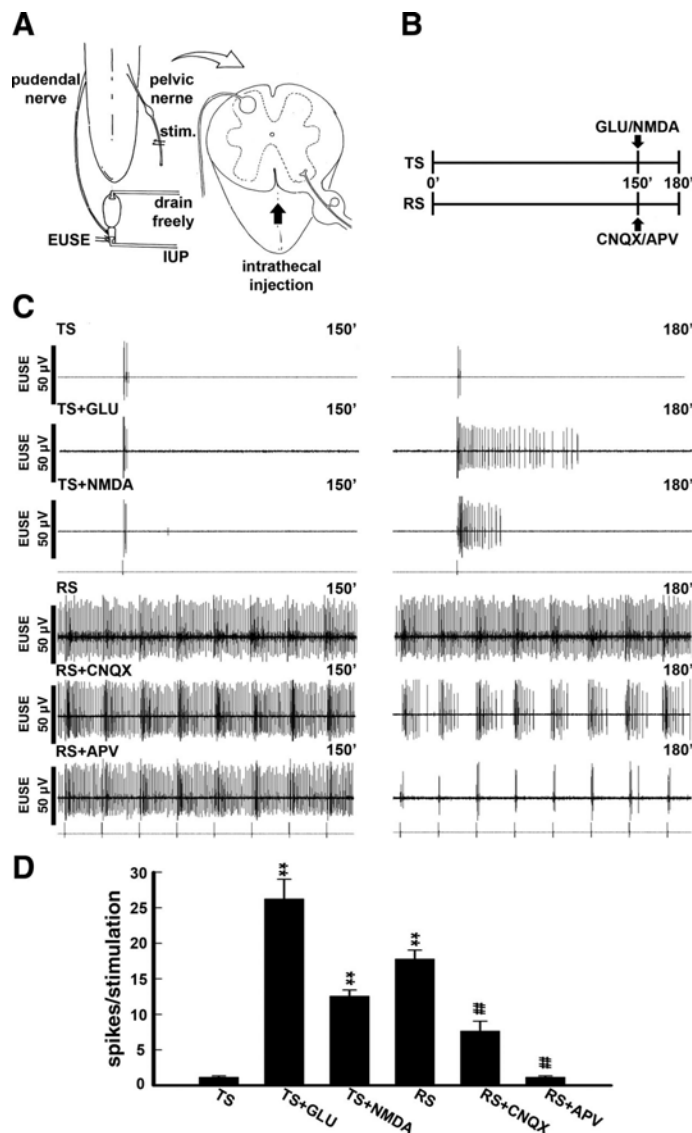 A
pudendal
nerve
pelvic
nerne
stim.
drain
freely
EUSE
IUP
intrathecal
injection
B
GLU/NMDA
TS
0'
150'
180'
RS
CNQX/APV
C
TS
150'
180'
EUSE
50 µV
TS+GLU
150'
180'
EUSE
50 µV
TS+NMDA
150'
180'
EUSE
50 µV
RS
150'
180'
EUSE
50 µV
RS+CNQX
150'
180'
EUSE
50 µV
RS+APV
150'
180'
EUSE
50 µV
D
spikes/stimulation
30
25
20
15
10
5
0
**
**
**
##
##
TS
TS+GLU
TS+NMDA
RS
RS+CNQX
RS+APV